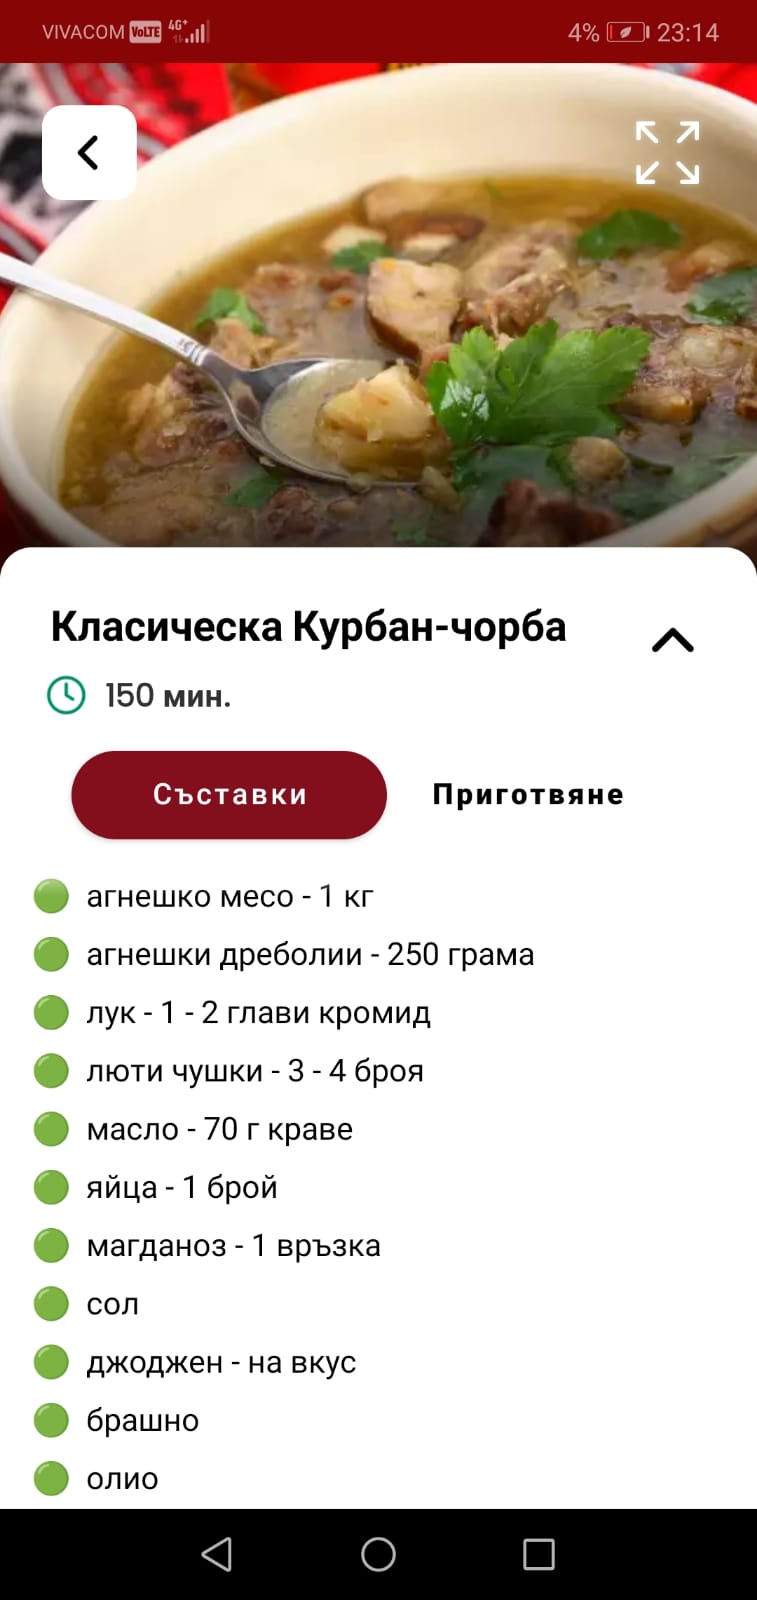 VIVACOM VoLTE 4G+ 4% 23:14
Класическа Курбан-чорба
150 мин.
Съставки Приготвяне
агнешко месо - 1 кг
агнешки дреболии - 250 грама
лук - 1 - 2 глави кромид
люти чушки - 3 - 4 броя
масло - 70 г краве
яйца - 1 брой
магданоз - 1 връзка
сол
джоджен - на вкус
брашно
олио